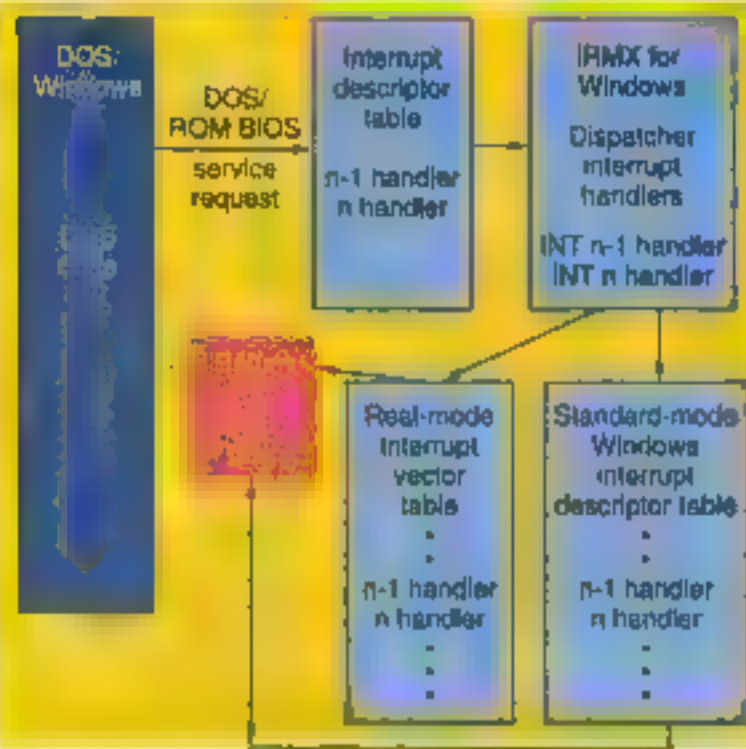 DOS/
Windows
DOS/
ROM BIOS
service
request
Interrupt
descriptor
table
n-1 handler
n handler
iRMX for
Windows
Dispatcher
interrupt
handlers
INT n-1 handler
INT n handler
Real-mode
interrupt
vector
table
n-1 handler
n handler
Standard-mode
Windows
interrupt
descriptor table
n-1 handler
n handler